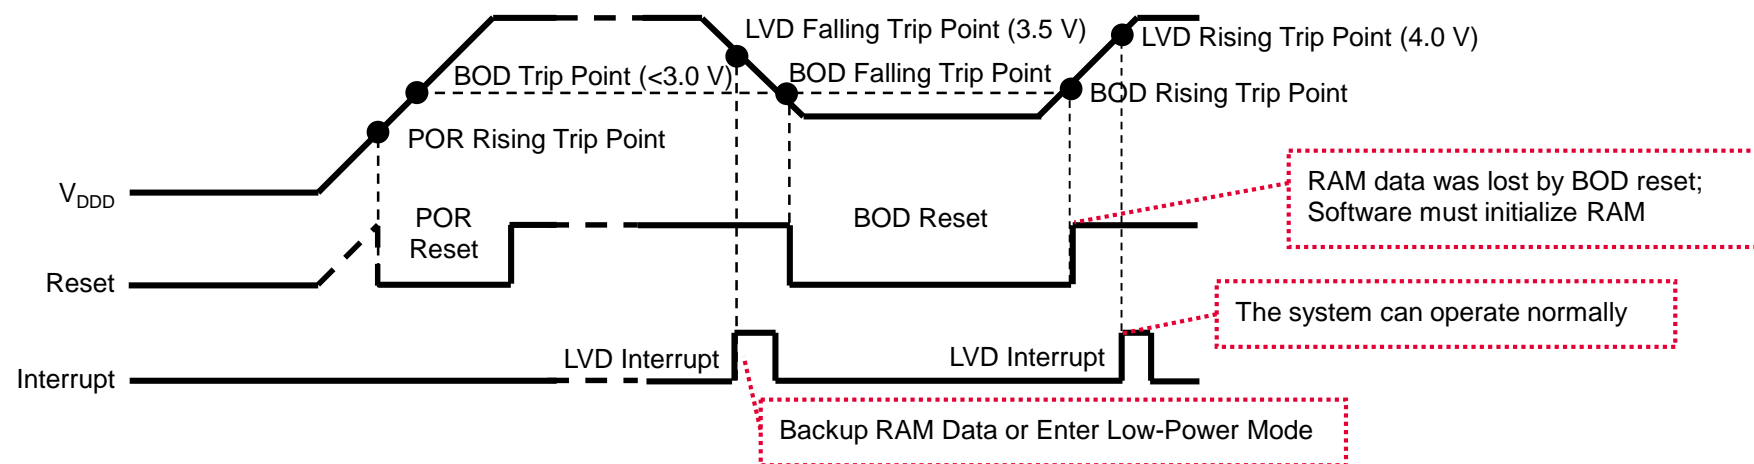 LVD Falling Trip Point (3.5 V)
LVD Rising Trip Point (4.0 V)
BOD Trip Point (<3.0 V)
BOD Falling Trip Point
BOD Rising Trip Point
POR Rising Trip Point
VDDD
RAM data was lost by BOD reset;
Software must initialize RAM
POR
Reset
BOD Reset
Reset
The system can operate normally
LVD Interrupt
LVD Interrupt
Interrupt
Backup RAM Data or Enter Low-Power Mode